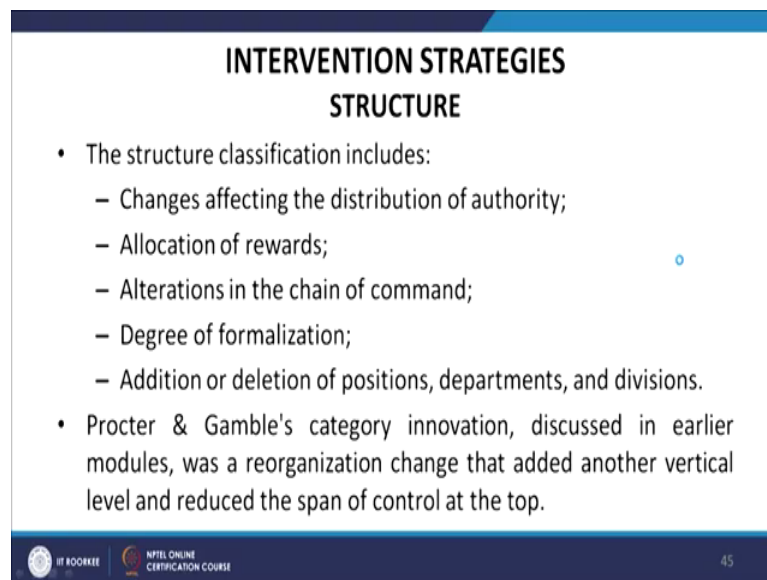 INTERVENTION STRATEGIES
STRUCTURE
• The structure classification includes:
– Changes affecting the distribution of authority;
– Allocation of rewards;
– Alterations in the chain of command;
– Degree of formalization;
– Addition or deletion of positions, departments, and divisions.
• Procter & Gamble's category innovation, discussed in earlier
modules, was a reorganization change that added another vertical
level and reduced the span of control at the top.
IIT ROORKEE
NPTEL ONLINE
CERTIFICATION COURSE
45